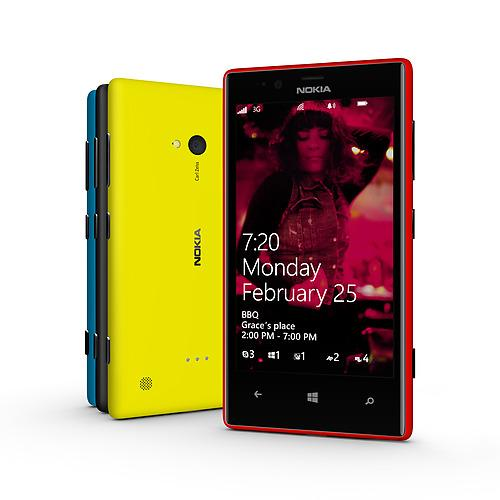 NOKIA
3G
7:20
Monday
February 25
BBQ
Grace's place
2:00 PM - 7:00 PM
3 1 1 2 4
Carl Zeiss
NOKIA